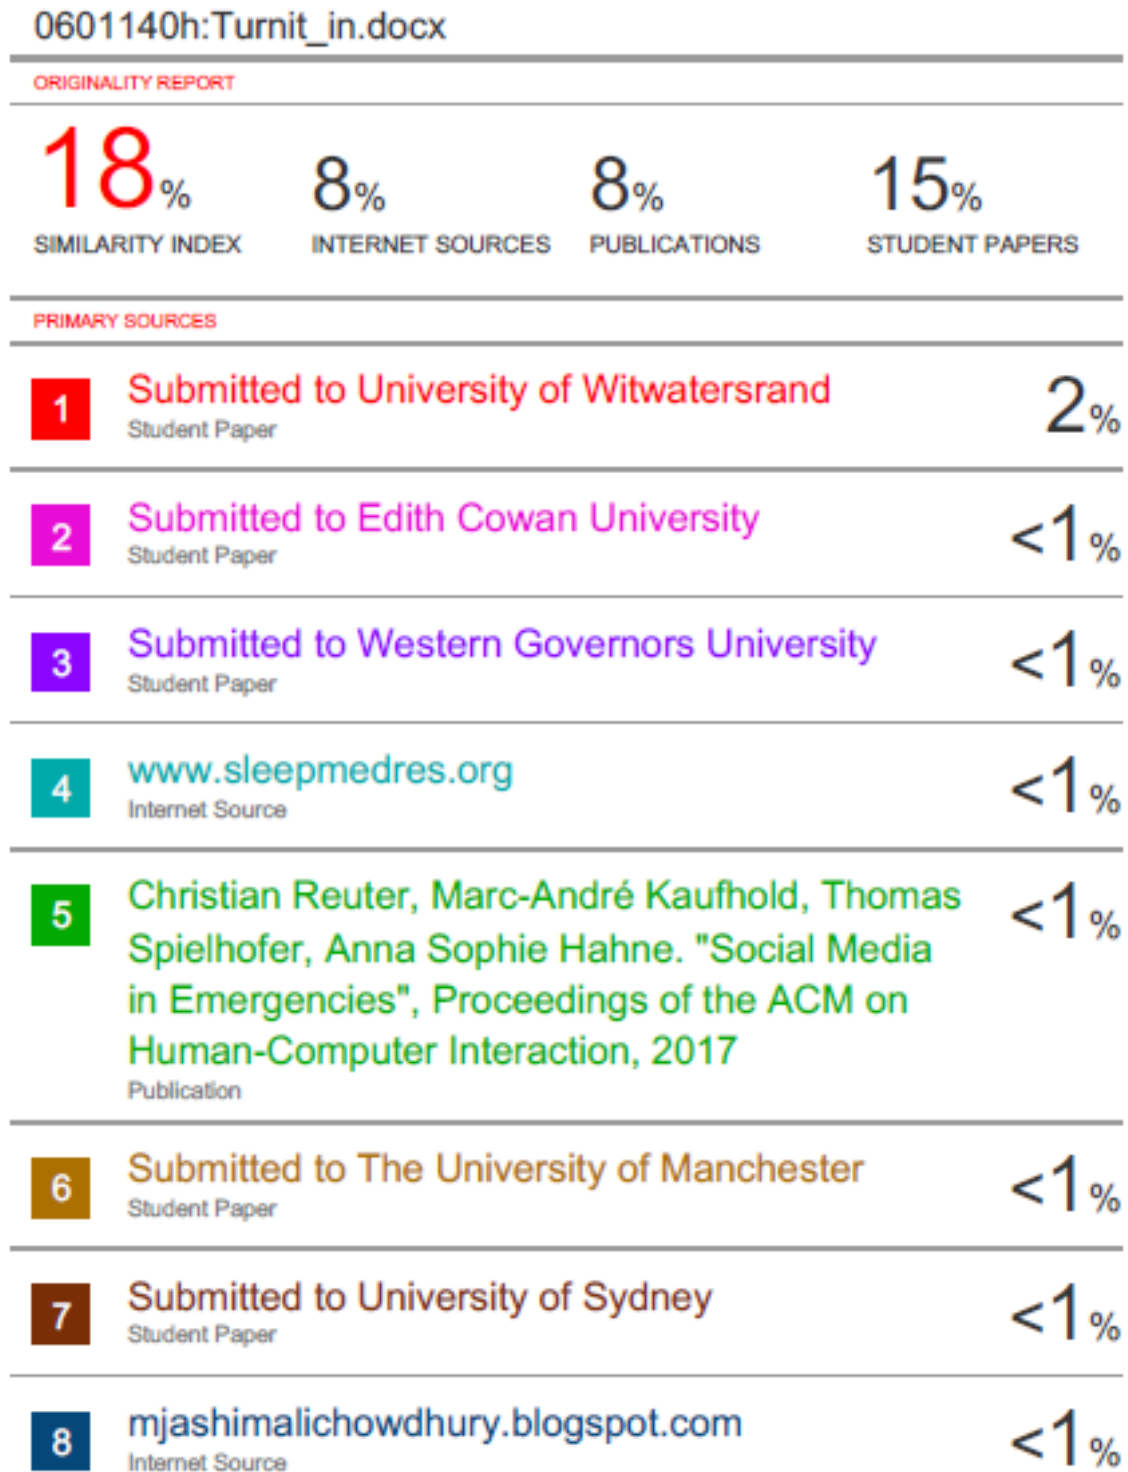 0601140h:Turnit_in.docx
ORIGINALITY REPORT
18% 8% 8% 15%
SIMILARITY INDEX INTERNET SOURCES PUBLICATIONS STUDENT PAPERS
PRIMARY SOURCES
1 Submitted to University of Witwatersrand 2%
Student Paper
2 Submitted to Edith Cowan University <1%
Student Paper
3 Submitted to Western Governors University <1%
Student Paper
4 www.sleepmedres.org <1%
Internet Source
5 Christian Reuter, Marc-André Kaufhold, Thomas <1%
Spielhofer, Anna Sophie Hahne. "Social Media
in Emergencies", Proceedings of the ACM on
Human-Computer Interaction, 2017
Publication
6 Submitted to The University of Manchester <1%
Student Paper
7 Submitted to University of Sydney <1%
Student Paper
8 mjashimalichowdhury.blogspot.com <1%
Internet Source